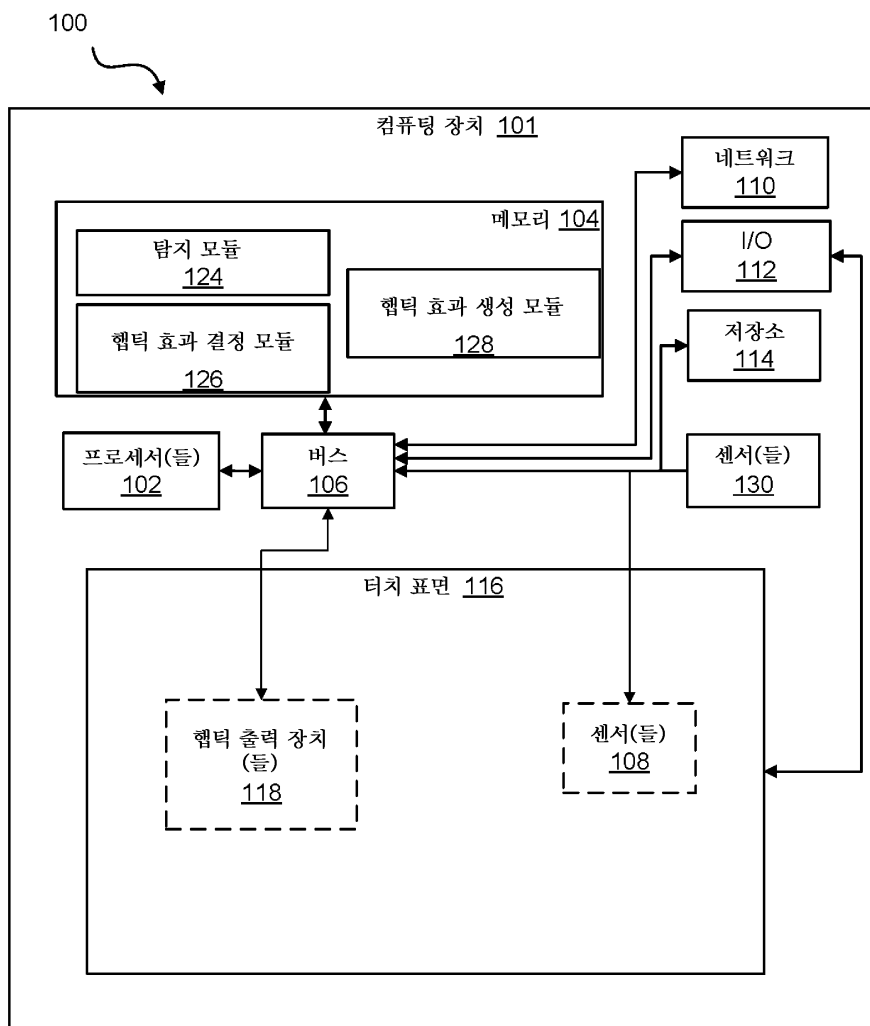 100
컴퓨팅 장치 101
네트워크
110
메모리 104
I/O
112
탐지 모듈
124
햅틱 효과 생성 모듈
128
저장소
114
햅틱 효과 결정 모듈
126
프로세서(들)
102
버스
106
센서(들)
130
터치 표면 116
햅틱 출력 장치
(들)
118
센서(들)
108